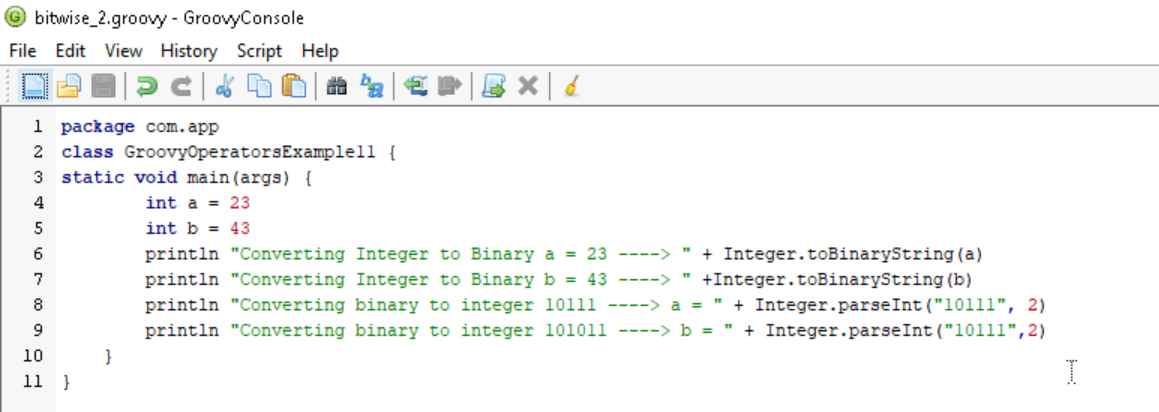 bitwise_2.groovy - GroovyConsole
File Edit View History Script Help
1 package com.app
2 class GroovyOperatorsExample11 {
3 static void main(args) {
4 int a = 23
5 int b = 43
6 println "Converting Integer to Binary a = 23 ----> " + Integer.toBinaryString(a)
7 println "Converting Integer to Binary b = 43 ----> " +Integer.toBinaryString(b)
8 println "Converting binary to integer 10111 ----> a = " + Integer.parseInt("10111", 2)
9 println "Converting binary to integer 101011 ----> b = " + Integer.parseInt("10111",2)
10 }
11 }